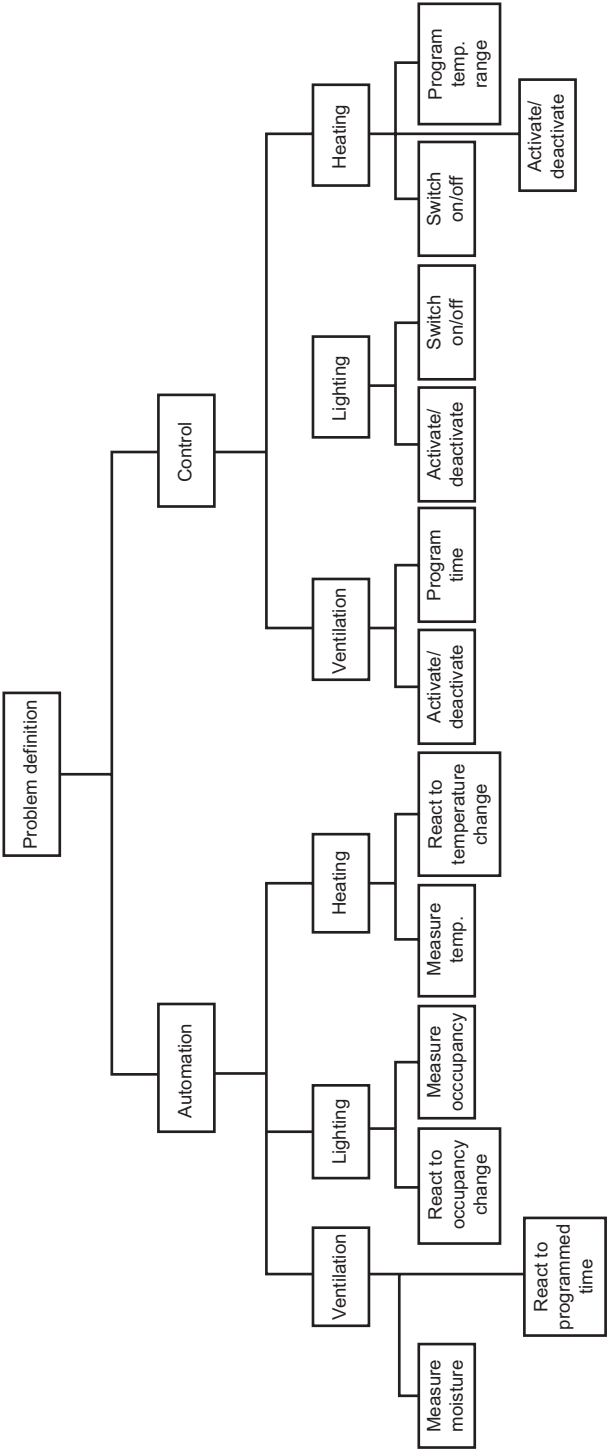 Problem definition
Automation
Control
Ventilation
Lighting
Heating
Ventilation
Lighting
Heating
Measure
moisture
React to
programmed
time
React to
occupancy
change
Measure
occcupancy
Measure
temp.
React to
temperature
change
Activate/
deactivate
Program
time
Activate/
deactivate
Switch
on/off
Switch
on/off
Activate/
deactivate
Program
temp.
range